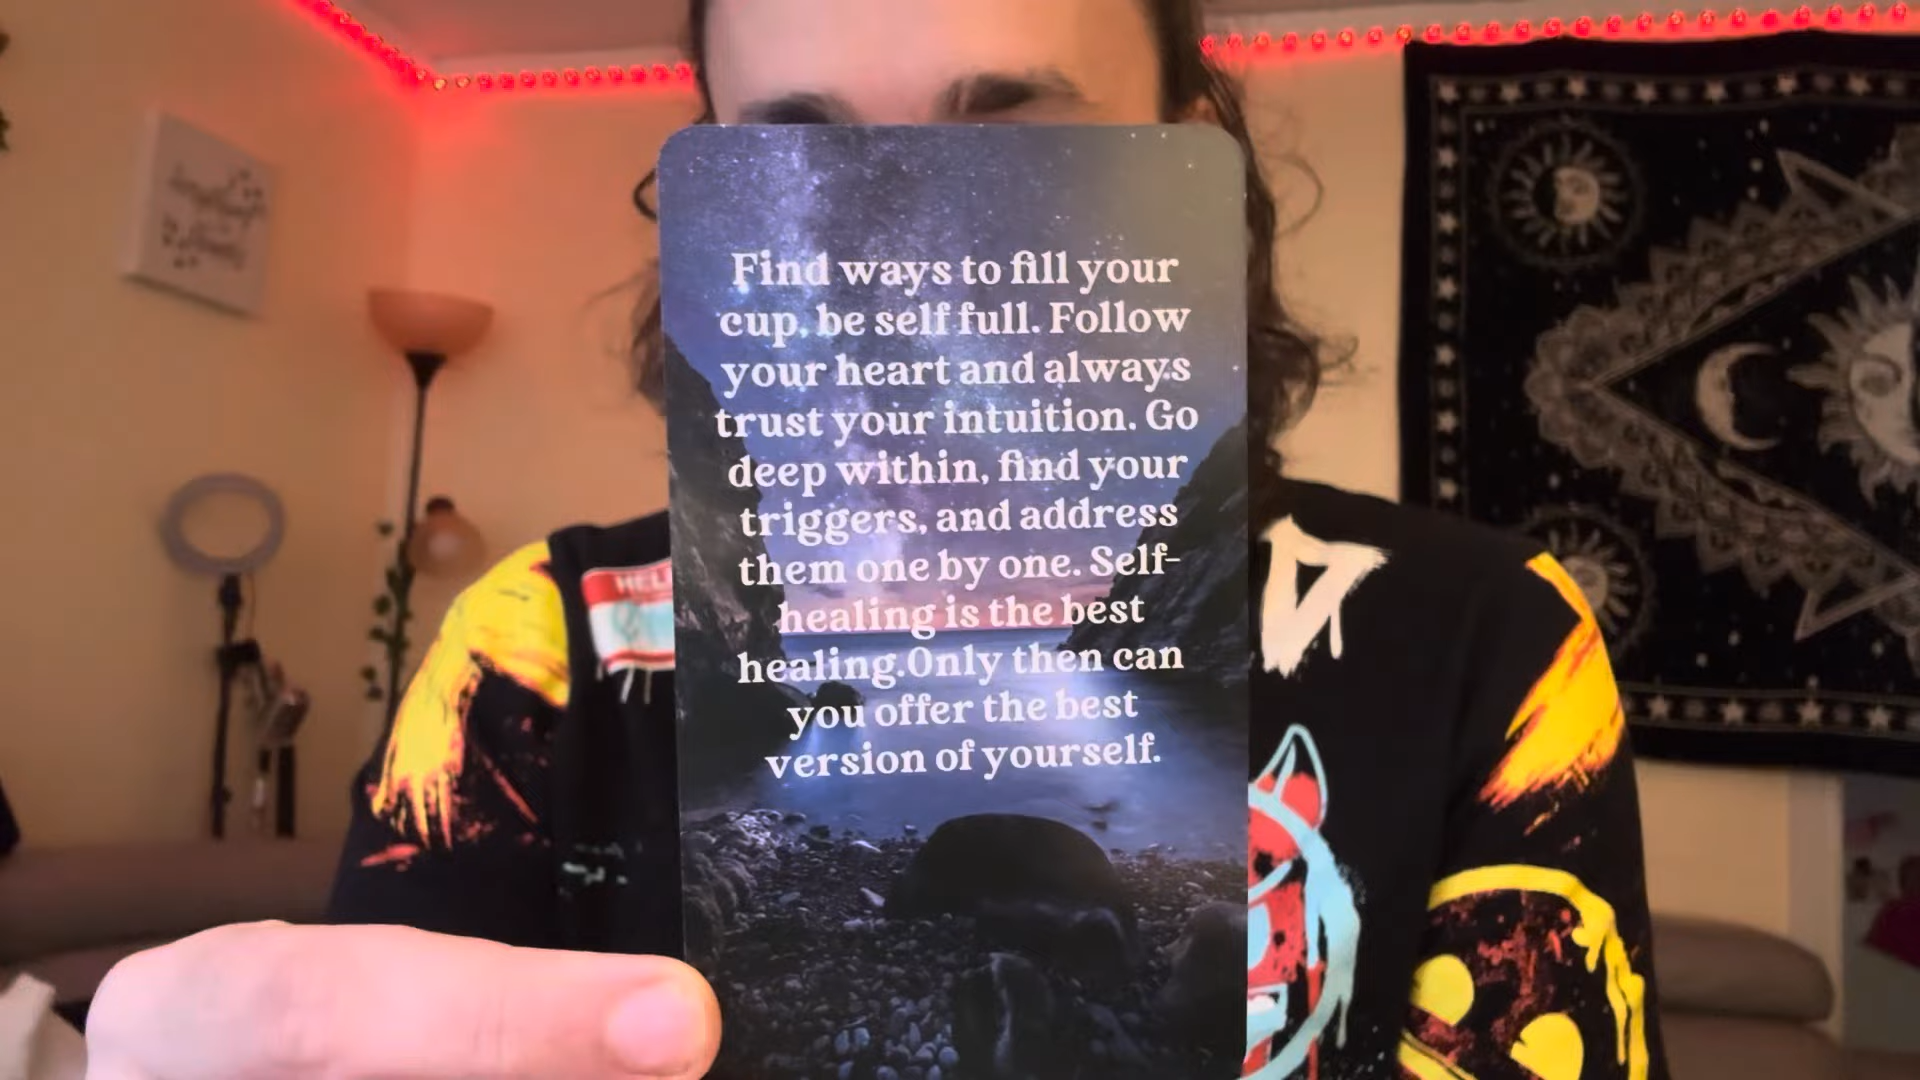 Find ways to fill your
cup, be self full. Follow
your heart and always
trust your intuition. Go
deep within, find your
triggers, and address
them one by one. Self-
healing is the best
healing.Only then can
you offer the best
version of yourself.